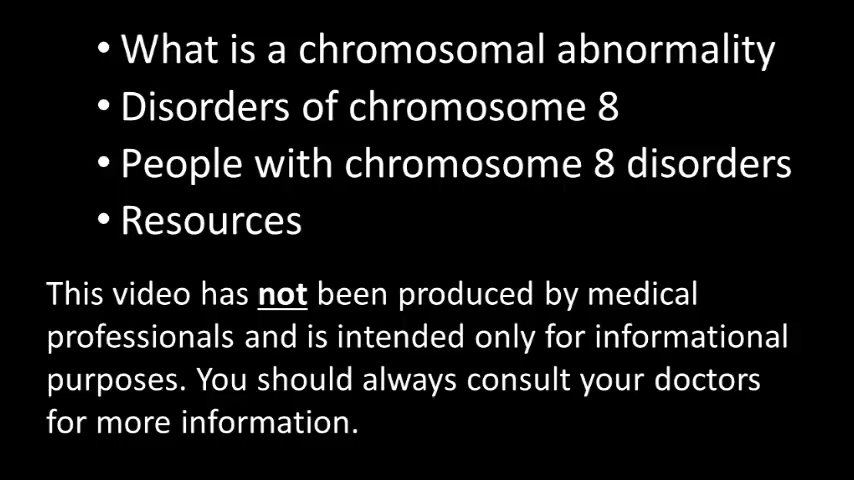 • What is a chromosomal abnormality
• Disorders of chromosome 8
• People with chromosome 8 disorders
• Resources
This video has not been produced by medical
professionals and is intended only for informational
purposes. You should always consult your doctors
for more information.